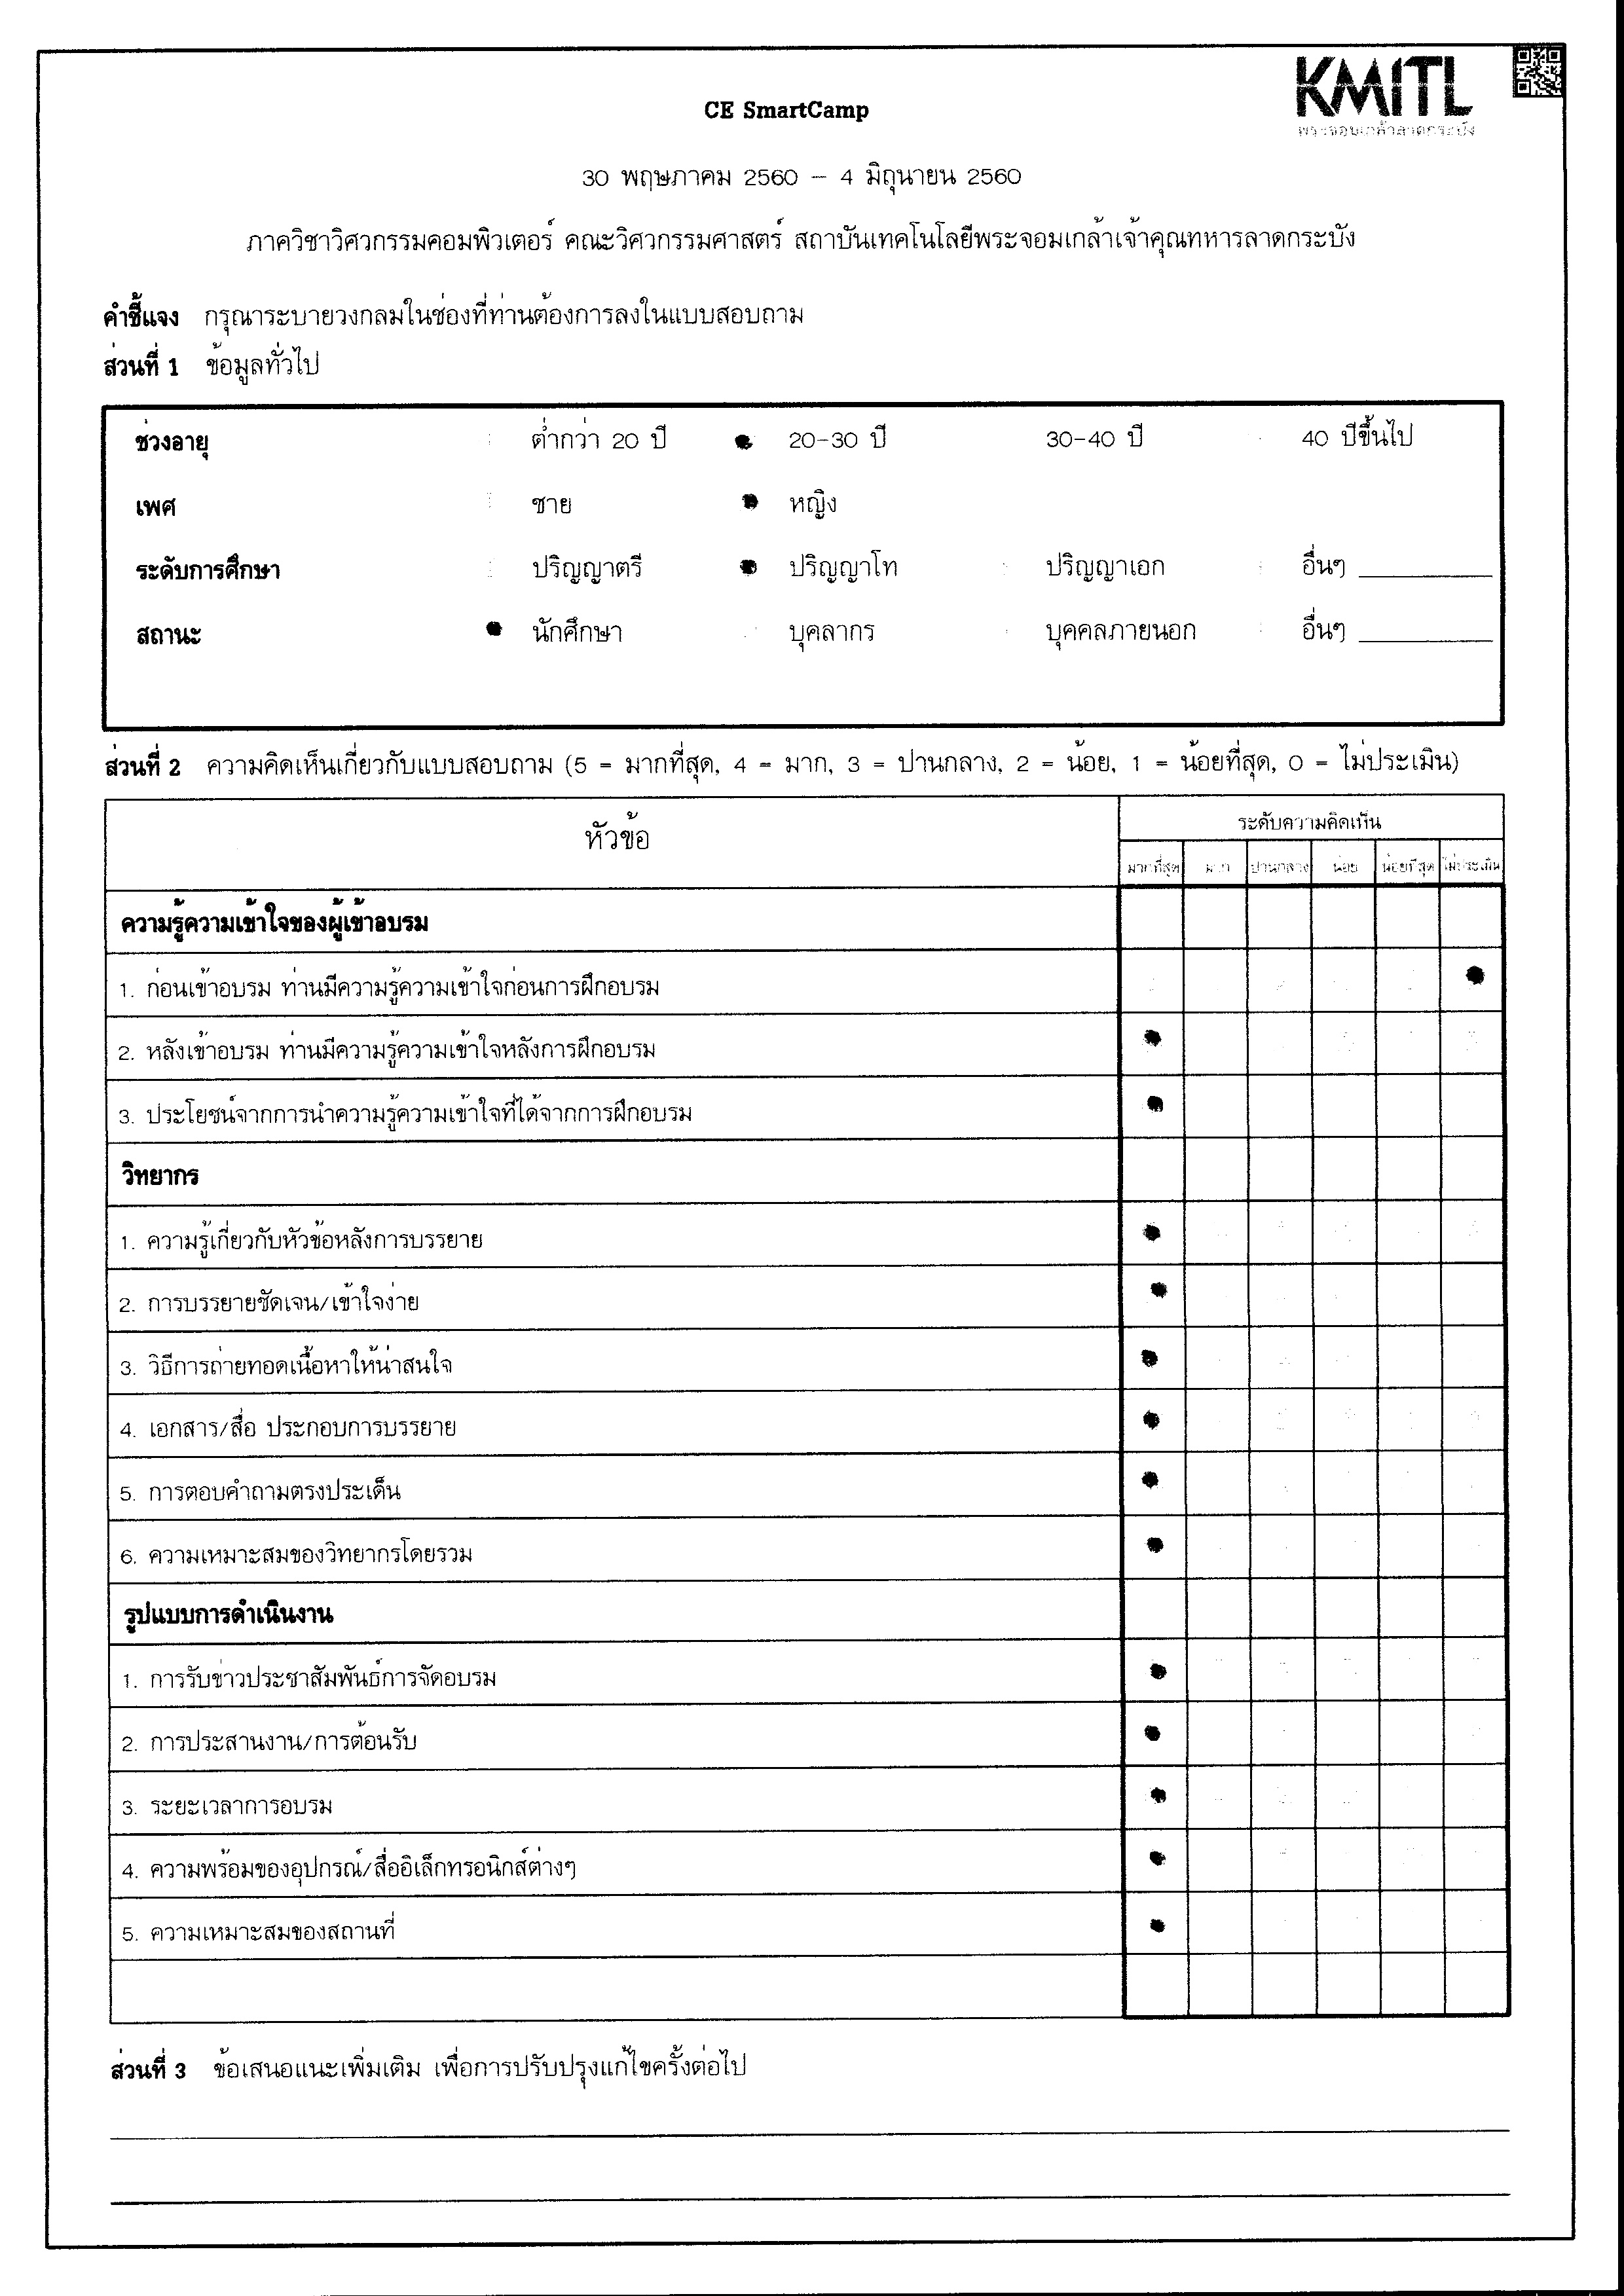 KMITL
พระจอมเกล้าลาดกระบัง
CE SmartCamp
30 พฤษภาคม 2560 – 4 มิถุนายน 2560
ภาควิชาวิศวกรรมคอมพิวเตอร์ คณะวิศวกรรมศาสตร์ สถาบันเทคโนโลยีพระจอมเกล้าเจ้าคุณทหารลาดกระบัง
คำชี้แจง กรุณาระบายวงกลมในช่องที่ท่านต้องการลงในแบบสอบถาม
ส่วนที่ 1 ข้อมูลทั่วไป
ช่วงอายุ ต่ำกว่า 20 ปี 20-30 ปี 30-40 ปี 40 ปีขึ้นไป
เพศ ชาย หญิง
ระดับการศึกษา ปริญญาตรี ปริญญาโท ปริญญาเอก อื่นๆ
สถานะ นักศึกษา บุคลากร บุคคลภายนอก อื่นๆ
ส่วนที่ 2 ความคิดเห็นเกี่ยวกับแบบสอบถาม (5 = มากที่สุด, 4 = มาก, 3 = ปานกลาง, 2 = น้อย, 1 = น้อยที่สุด, 0 = ไม่ประเมิน)
หัวข้อ ระดับความคิดเห็น
มากที่สุด มาก ปานกลาง น้อย น้อยที่สุด ไม่ประเมิน
ความรู้ความเข้าใจของผู้เข้าอบรม
1. ก่อนเข้าอบรม ท่านมีความรู้ความเข้าใจก่อนการฝึกอบรม
2. หลังเข้าอบรม ท่านมีความรู้ความเข้าใจหลังการฝึกอบรม
3. ประโยชน์จากการนำความรู้ความเข้าใจที่ได้จากการฝึกอบรม
วิทยากร
1. ความรู้เกี่ยวกับหัวข้อหลังการบรรยาย
2. การบรรยายชัดเจน/เข้าใจง่าย
3. วิธีการถ่ายทอดเนื้อหาให้น่าสนใจ
4. เอกสาร/สื่อ ประกอบการบรรยาย
5. การตอบคำถามตรงประเด็น
6. ความเหมาะสมของวิทยากรโดยรวม
รูปแบบการดำเนินงาน
1. การรับข่าวประชาสัมพันธ์การจัดอบรม
2. การประสานงาน/การต้อนรับ
3. ระยะเวลาการอบรม
4. ความพร้อมของอุปกรณ์/สื่ออิเล็กทรอนิกส์ต่างๆ
5. ความเหมาะสมของสถานที่
ส่วนที่ 3 ข้อเสนอแนะเพิ่มเติม เพื่อการปรับปรุงแก้ไขครั้งต่อไป